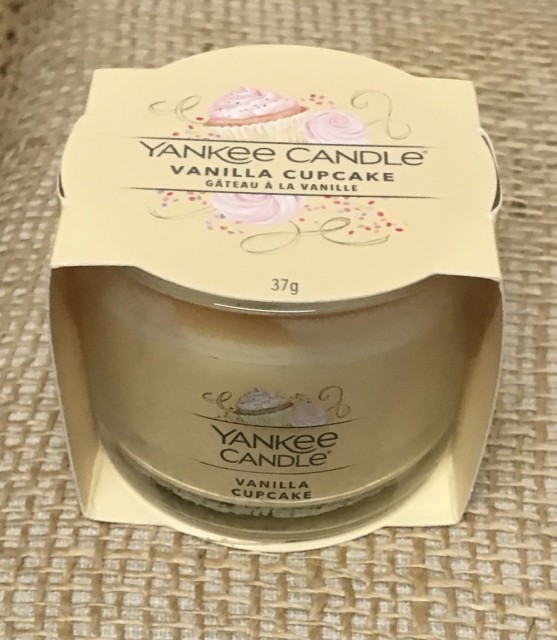 YANKEE CANDLE®
VANILLA CUPCAKE
GÂTEAU À LA VANILLE
37g
YANKEE
CANDLE®
VANILLA
CUPCAKE